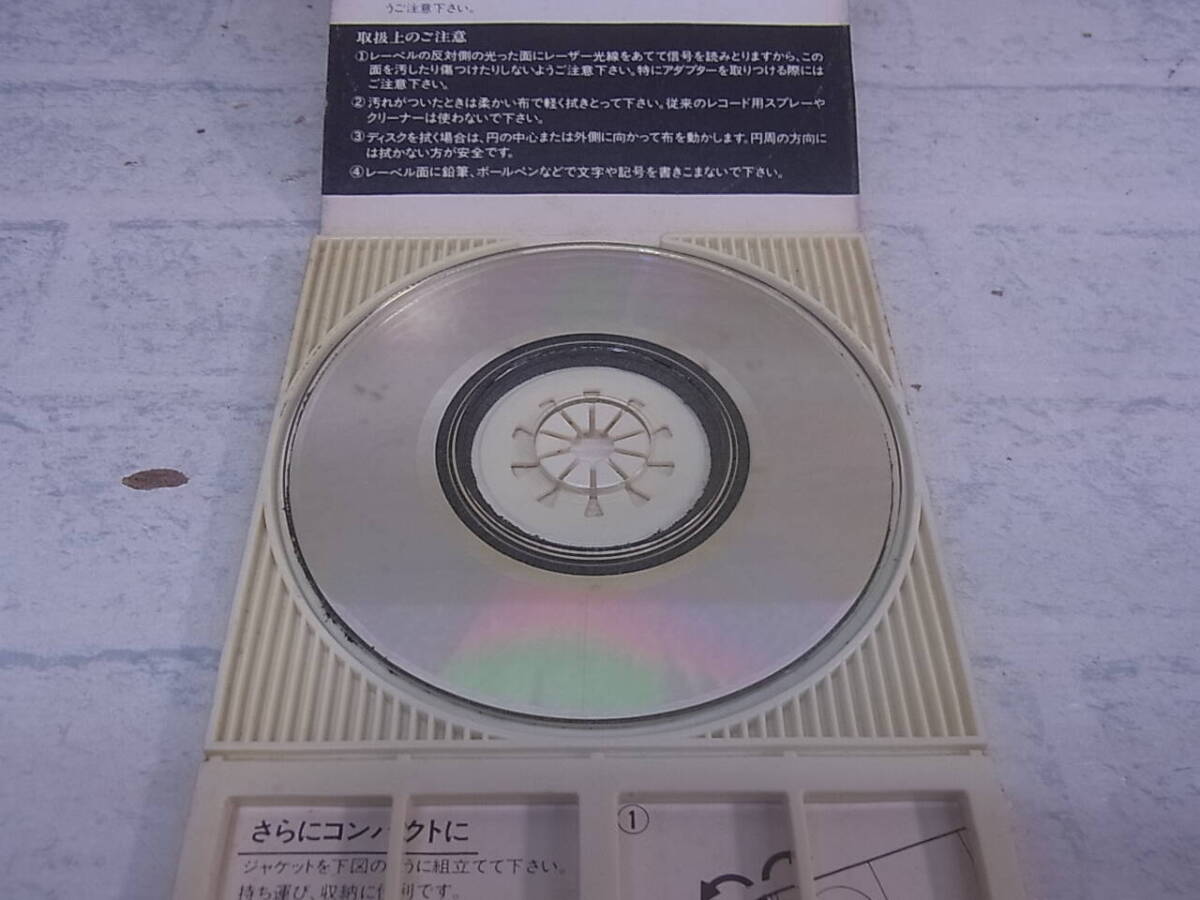 うご注意下さい。
取扱上のご注意
①レーベルの反対側の光った面にレーザー光線をあてて信号を読みとりますから、この
面を汚したり傷つけたりしないようご注意下さい。特にアダプターを取りつける際には
ご注意下さい。
②汚れがついたときは柔かい布で軽く拭きとって下さい。従来のレコード用スプレーや
クリーナーは使わないで下さい。
③ディスクを拭く場合は、円の中心または外側に向かって布を動かします。円周の方向に
は拭かない方が安全です。
④レーベル面に鉛筆、ボールペンなどで文字や記号を書きこまないで下さい。
さらにコンパクトに
ジャケットを下図のように組立てて下さい。
持ち運び、収納に便利です。
①